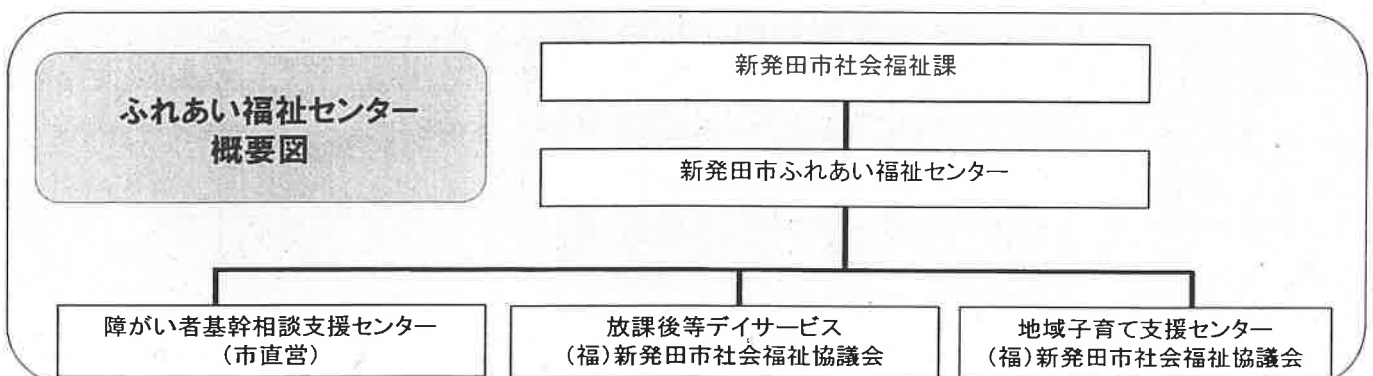 ふれあい福祉センター
概要図
新発田市社会福祉課
新発田市ふれあい福祉センター
障がい者基幹相談支援センター
（市直営）
放課後等デイサービス
（福）新発田市社会福祉協議会
地域子育て支援センター
（福）新発田市社会福祉協議会